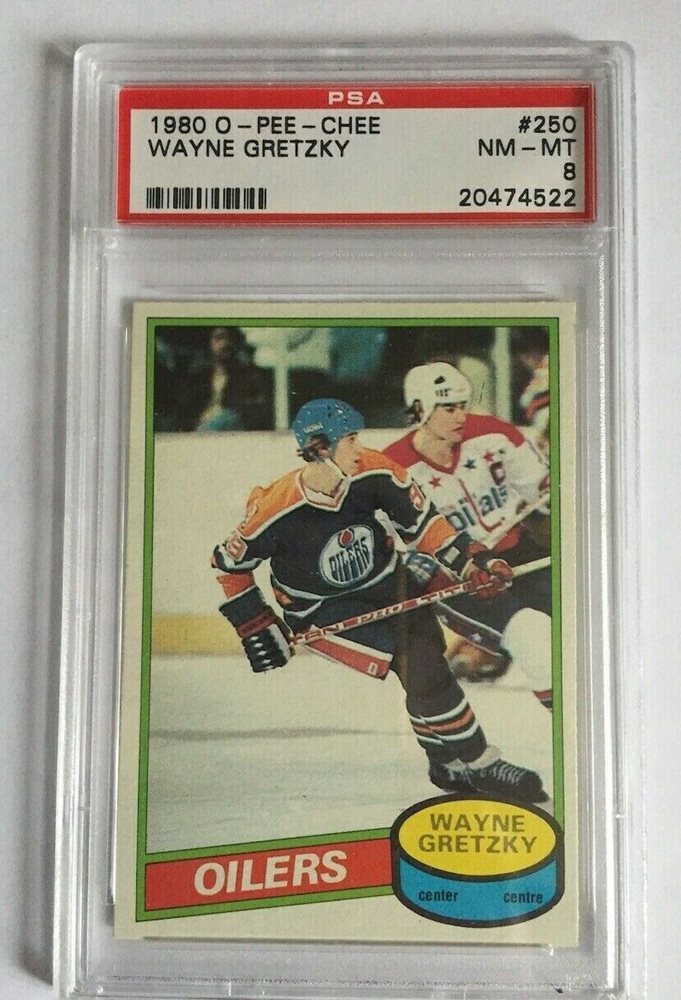 PSA
1980 O-PEE-CHEE #250
WAYNE GRETZKY NM-MT
8
20474522
OILERS
WAYNE
GRETZKY
center centre
OILERS